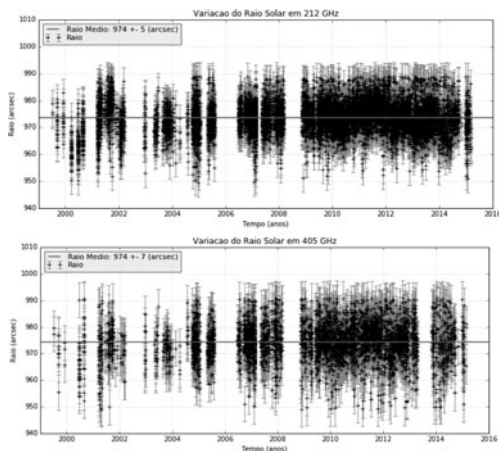 Variacao do Raio Solar em 212 GHz
Raio Medio: 974 +- 5 (arcsec)
Raio
Raio (arcsec)
1010
1000
990
980
970
960
950
940
2000 2002 2004 2006 2008 2010 2012 2014 2016
Tempo (anos)
Variacao do Raio Solar em 405 GHz
Raio Medio: 974 +- 7 (arcsec)
Raio
Raio (arcsec)
1010
1000
990
980
970
960
950
940
2000 2002 2004 2006 2008 2010 2012 2014 2016
Tempo (anos)